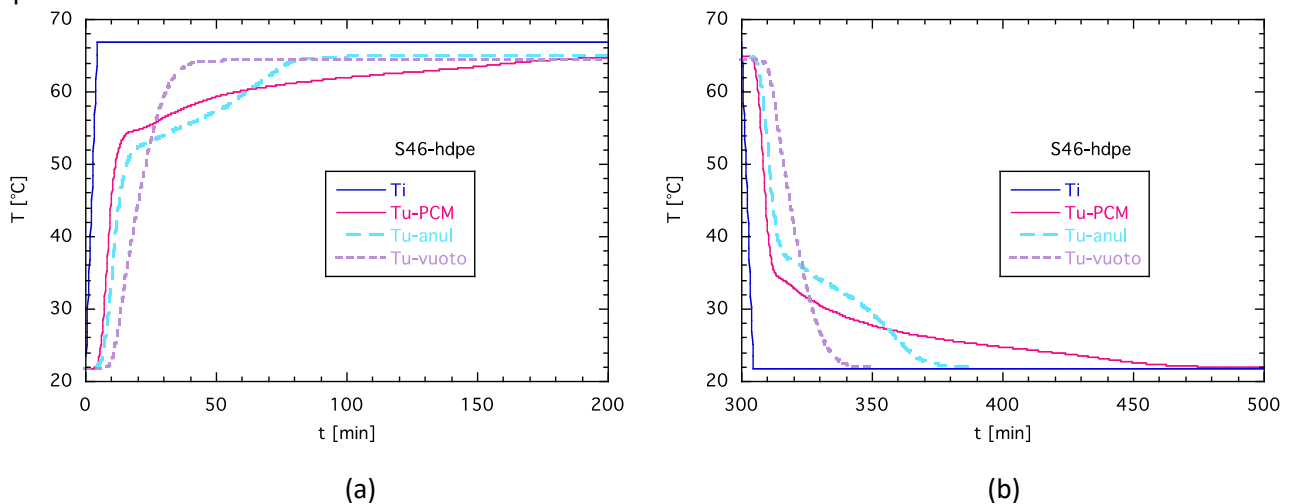 70
60
50
40
30
20
T [°C]
0
50
100
150
200
t [min]
S46-hdpe
Ti
Tu-PCM
Tu-anul
Tu-vuoto
(a)
70
60
50
40
30
20
T [°C]
300
350
400
450
500
t [min]
S46-hdpe
Ti
Tu-PCM
Tu-anul
Tu-vuoto
(b)